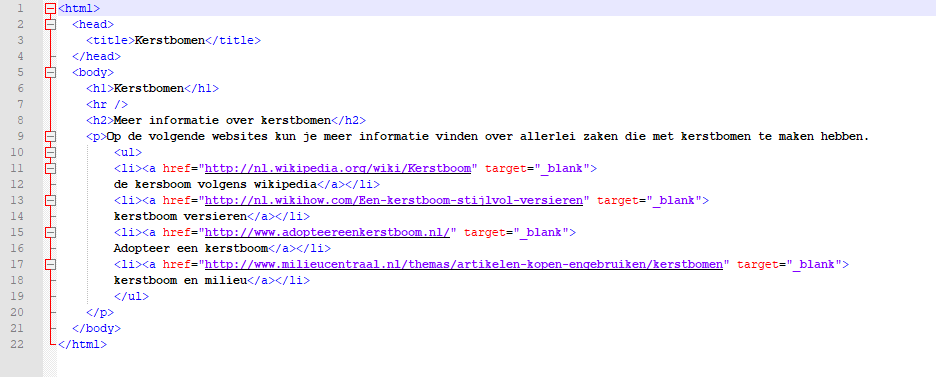 1 <html>
2 <head>
3 <title>Kerstbomen</title>
4 </head>
5 <body>
6 <h1>Kerstbomen</h1>
7 <hr />
8 <h2>Meer informatie over kerstbomen</h2>
9 <p>Op de volgende websites kun je meer informatie vinden over allerlei zaken die met kerstbomen te maken hebben.
10 <ul>
11 <li><a href="http://nl.wikipedia.org/wiki/Kerstboom" target="_blank">
12 de kersboom volgens wikipedia</a></li>
13 <li><a href="http://nl.wikihow.com/Een-kerstboom-stijlvol-versieren" target="_blank">
14 kerstboom versieren</a></li>
15 <li><a href="http://www.adopteereenkerstboom.nl/" target="_blank">
16 Adopteer een kerstboom</a></li>
17 <li><a href="http://www.milieucentraal.nl/themas/artikelen-kopen-engebruiken/kerstbomen" target="_blank">
18 kerstboom en milieu</a></li>
19 </ul>
20 </p>
21 </body>
22 </html>